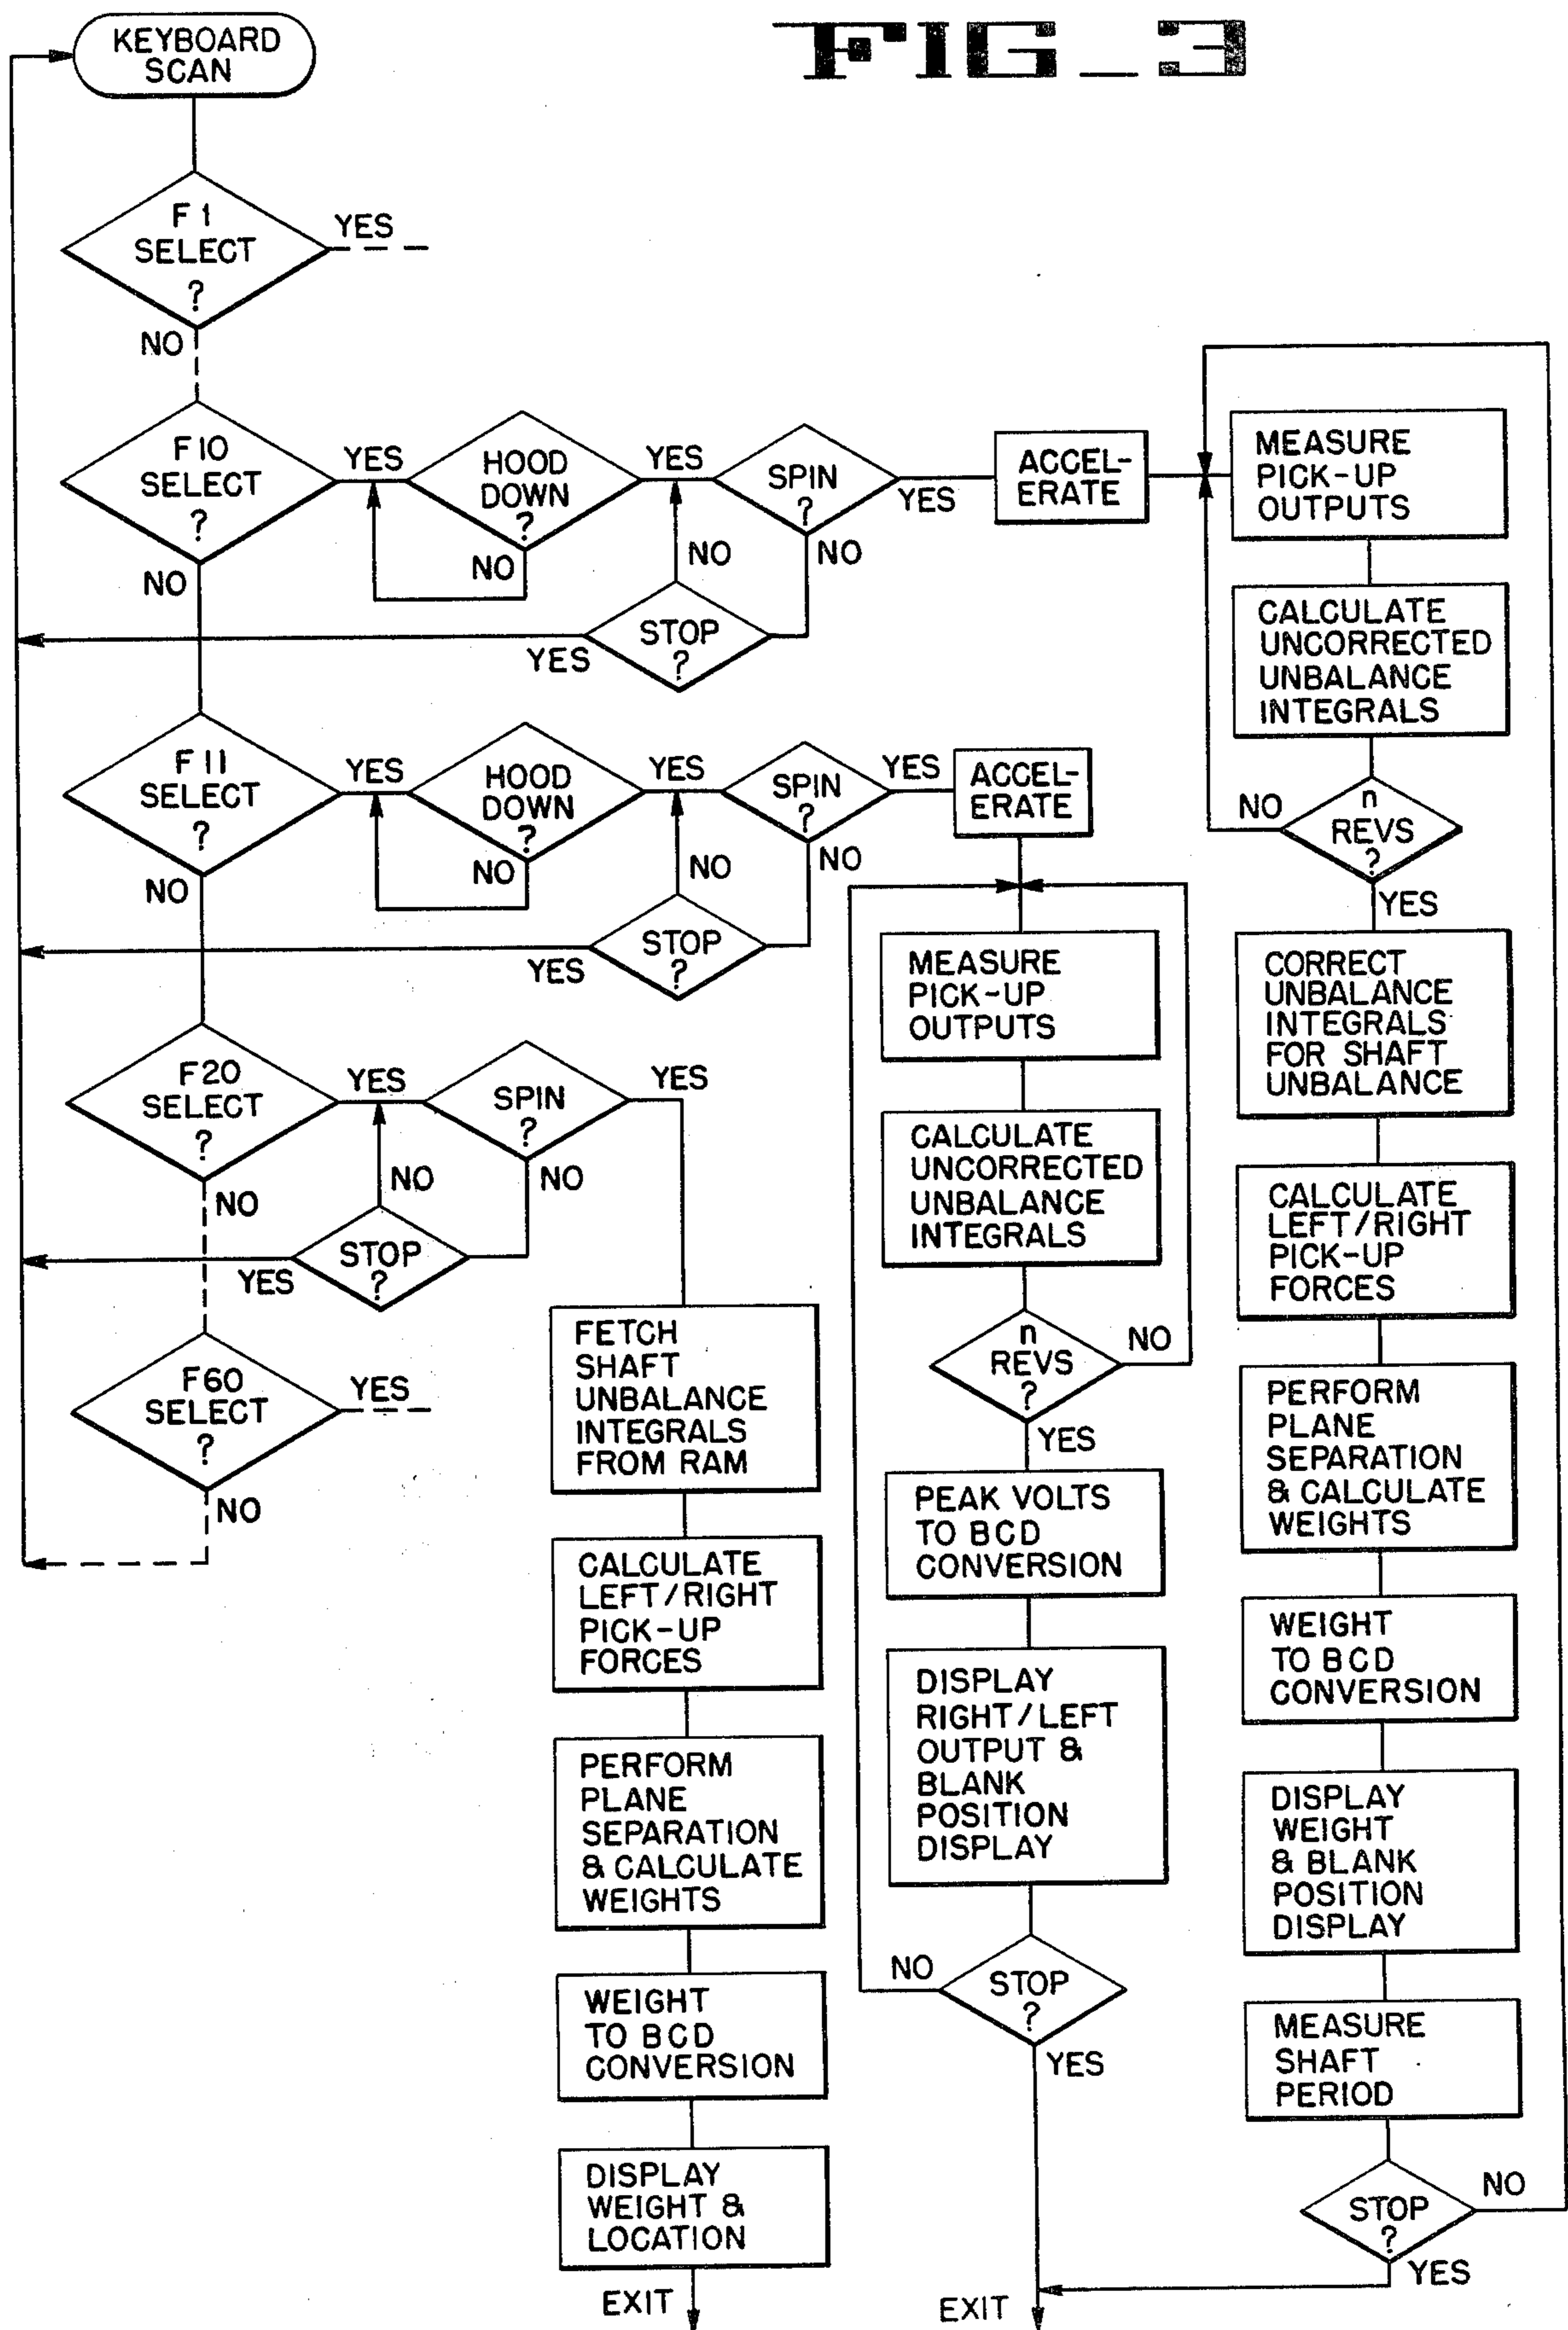 FIG_3
KEYBOARD
SCAN
F1
SELECT
?
YES
NO
F10
SELECT
?
YES
NO
HOOD
DOWN
?
YES
NO
SPIN
?
YES
NO
STOP
?
NO
YES
ACCEL-
ERATE
MEASURE
PICK-UP
OUTPUTS
CALCULATE
UNCORRECTED
UNBALANCE
INTEGRALS
n
REVS
?
NO
YES
CORRECT
UNBALANCE
INTEGRALS
FOR SHAFT
UNBALANCE
CALCULATE
LEFT/RIGHT
PICK-UP
FORCES
PERFORM
PLANE
SEPARATION
& CALCULATE
WEIGHTS
WEIGHT
TO BCD
CONVERSION
DISPLAY
WEIGHT
& BLANK
POSITION
DISPLAY
MEASURE
SHAFT
PERIOD
STOP
?
NO
YES
F11
SELECT
?
YES
NO
HOOD
DOWN
?
YES
NO
SPIN
?
YES
NO
STOP
?
NO
YES
ACCEL-
ERATE
MEASURE
PICK-UP
OUTPUTS
CALCULATE
UNCORRECTED
UNBALANCE
INTEGRALS
n
REVS
?
NO
YES
PEAK VOLTS
TO BCD
CONVERSION
DISPLAY
RIGHT/LEFT
OUTPUT &
BLANK
POSITION
DISPLAY
STOP
?
NO
YES
EXIT
F20
SELECT
?
YES
NO
SPIN
?
YES
NO
STOP
?
NO
YES
FETCH
SHAFT
UNBALANCE
INTEGRALS
FROM RAM
CALCULATE
LEFT/RIGHT
PICK-UP
FORCES
PERFORM
PLANE
SEPARATION
& CALCULATE
WEIGHTS
WEIGHT
TO BCD
CONVERSION
DISPLAY
WEIGHT &
LOCATION
EXIT
F60
SELECT
?
YES
NO